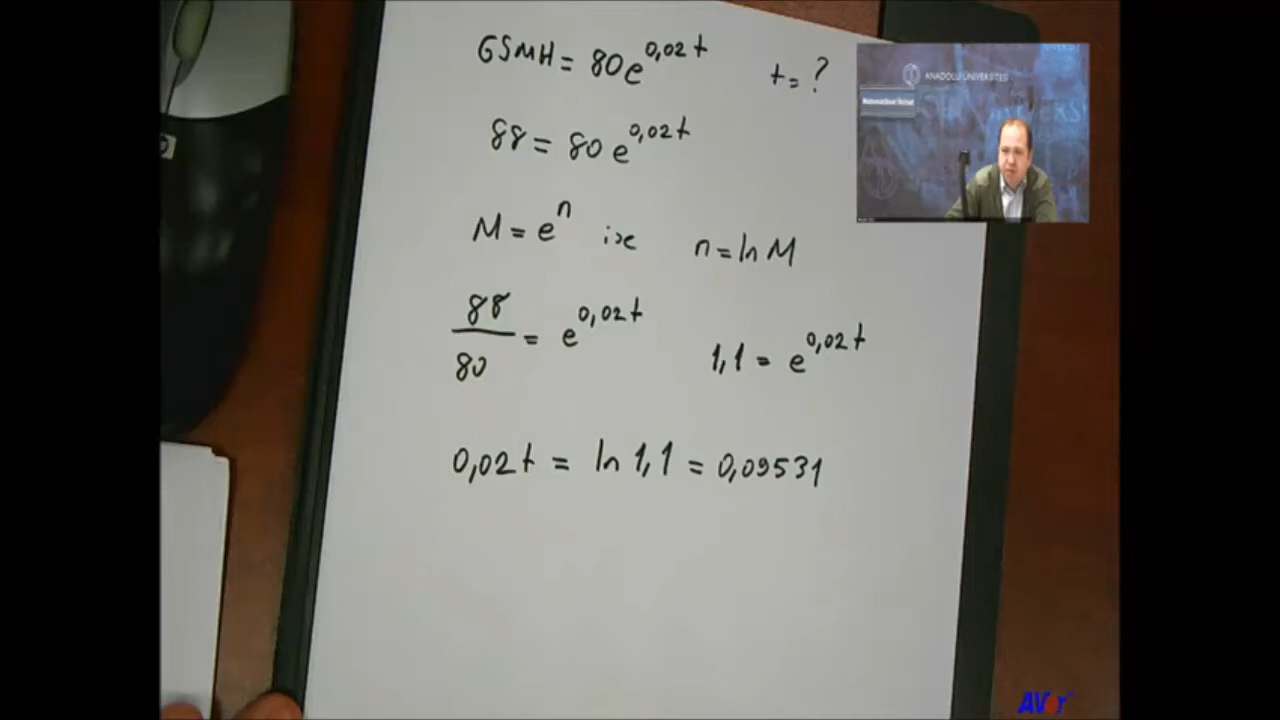 GSMH = 80e^0,02t t = ?
ANADOLU ÜNİVERSİTESİ
88 = 80 e^0,02t
M = e^n ise n = ln M
88/80 = e^0,02t 1,1 = e^0,02t
0,02t = ln 1,1 = 0,09531
AVer